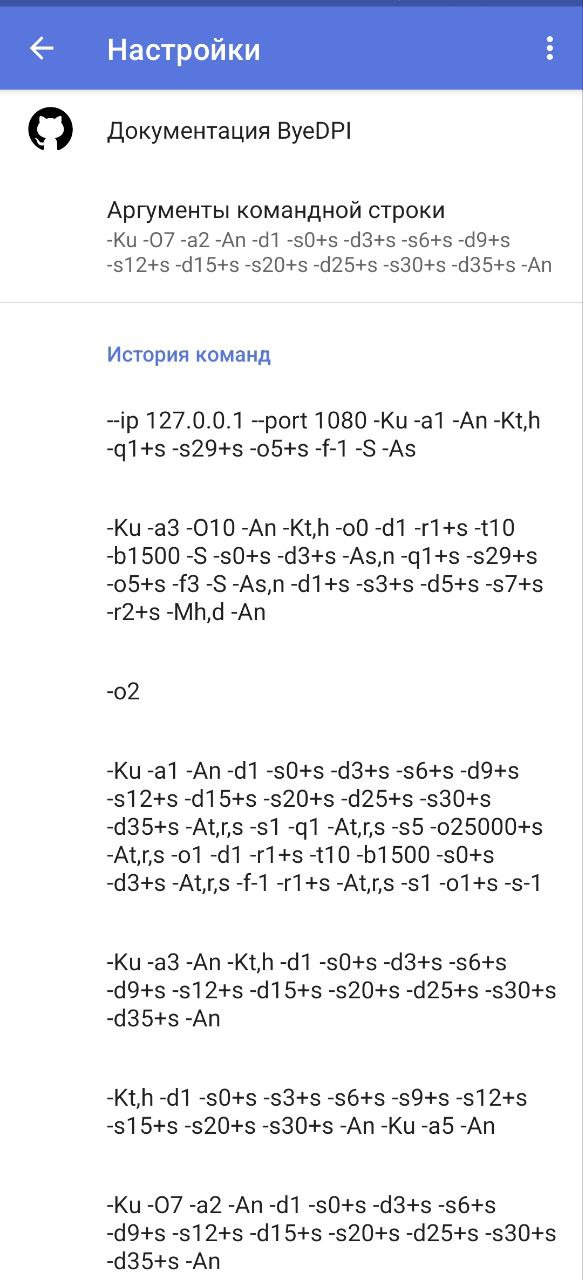 Настройки
Документация ByeDPI
Аргументы командной строки
-Ku -O7 -a2 -An -d1 -s0+s -d3+s -s6+s -d9+s
-s12+s -d15+s -s20+s -d25+s -s30+s -d35+s -An
История команд
--ip 127.0.0.1 --port 1080 -Ku -a1 -An -Kt,h
-q1+s -s29+s -o5+s -f-1 -S -As
-Ku -a3 -O10 -An -Kt,h -o0 -d1 -r1+s -t10
-b1500 -S -s0+s -d3+s -As,n -q1+s -s29+s
-o5+s -f3 -S -As,n -d1+s -s3+s -d5+s -s7+s
-r2+s -Mh,d -An
-o2
-Ku -a1 -An -d1 -s0+s -d3+s -s6+s -d9+s
-s12+s -d15+s -s20+s -d25+s -s30+s
-d35+s -At,r,s -s1 -q1 -At,r,s -s5 -o25000+s
-At,r,s -o1 -d1 -r1+s -t10 -b1500 -s0+s
-d3+s -At,r,s -f-1 -r1+s -At,r,s -s1 -o1+s -s-1
-Ku -a3 -An -Kt,h -d1 -s0+s -d3+s -s6+s
-d9+s -s12+s -d15+s -s20+s -d25+s -s30+s
-d35+s -An
-Kt,h -d1 -s0+s -s3+s -s6+s -s9+s -s12+s
-s15+s -s20+s -s30+s -An -Ku -a5 -An
-Ku -O7 -a2 -An -d1 -s0+s -d3+s -s6+s
-d9+s -s12+s -d15+s -s20+s -d25+s -s30+s
-d35+s -An